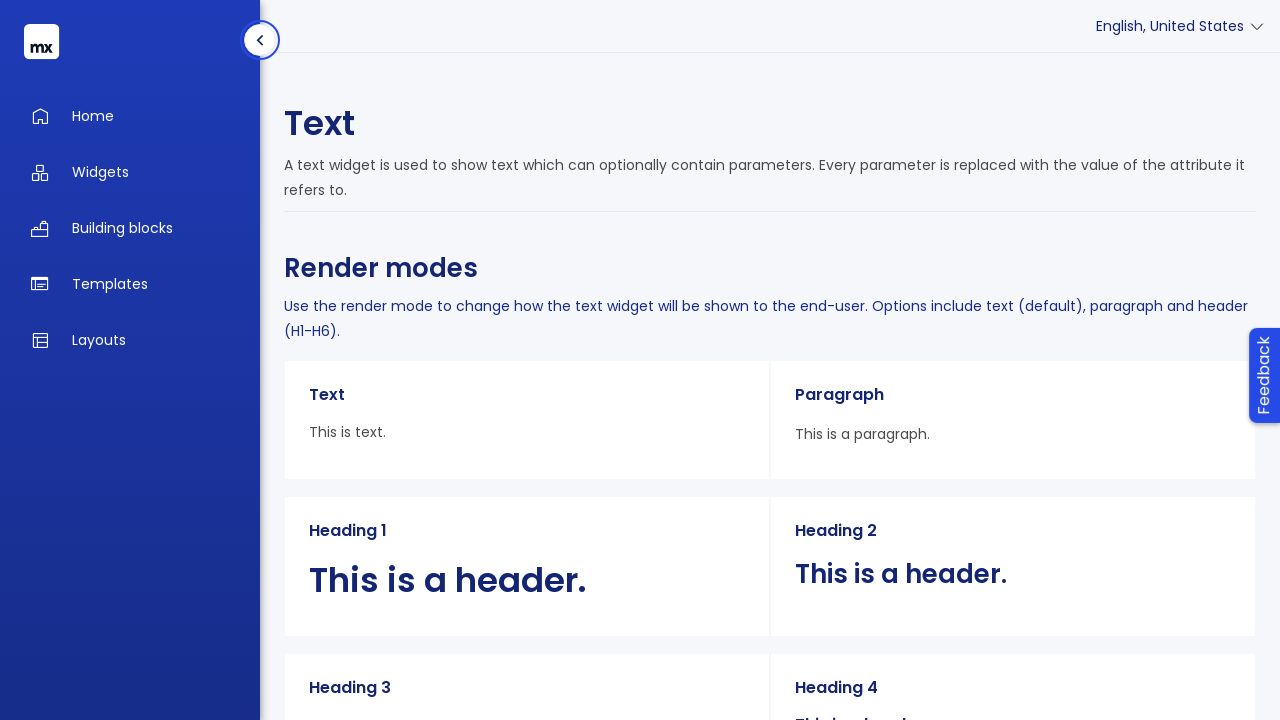 mx
English, United States
Home
Widgets
Building blocks
Templates
Layouts
Text
A text widget is used to show text which can optionally contain parameters. Every parameter is replaced with the value of the attribute it
refers to.
Render modes
Use the render mode to change how the text widget will be shown to the end-user. Options include text (default), paragraph and header
(H1-H6).
Feedback
Text
Paragraph
This is text.
This is a paragraph.
Heading 1
Heading 2
This is a header.
This is a header.
Heading 3
Heading 4